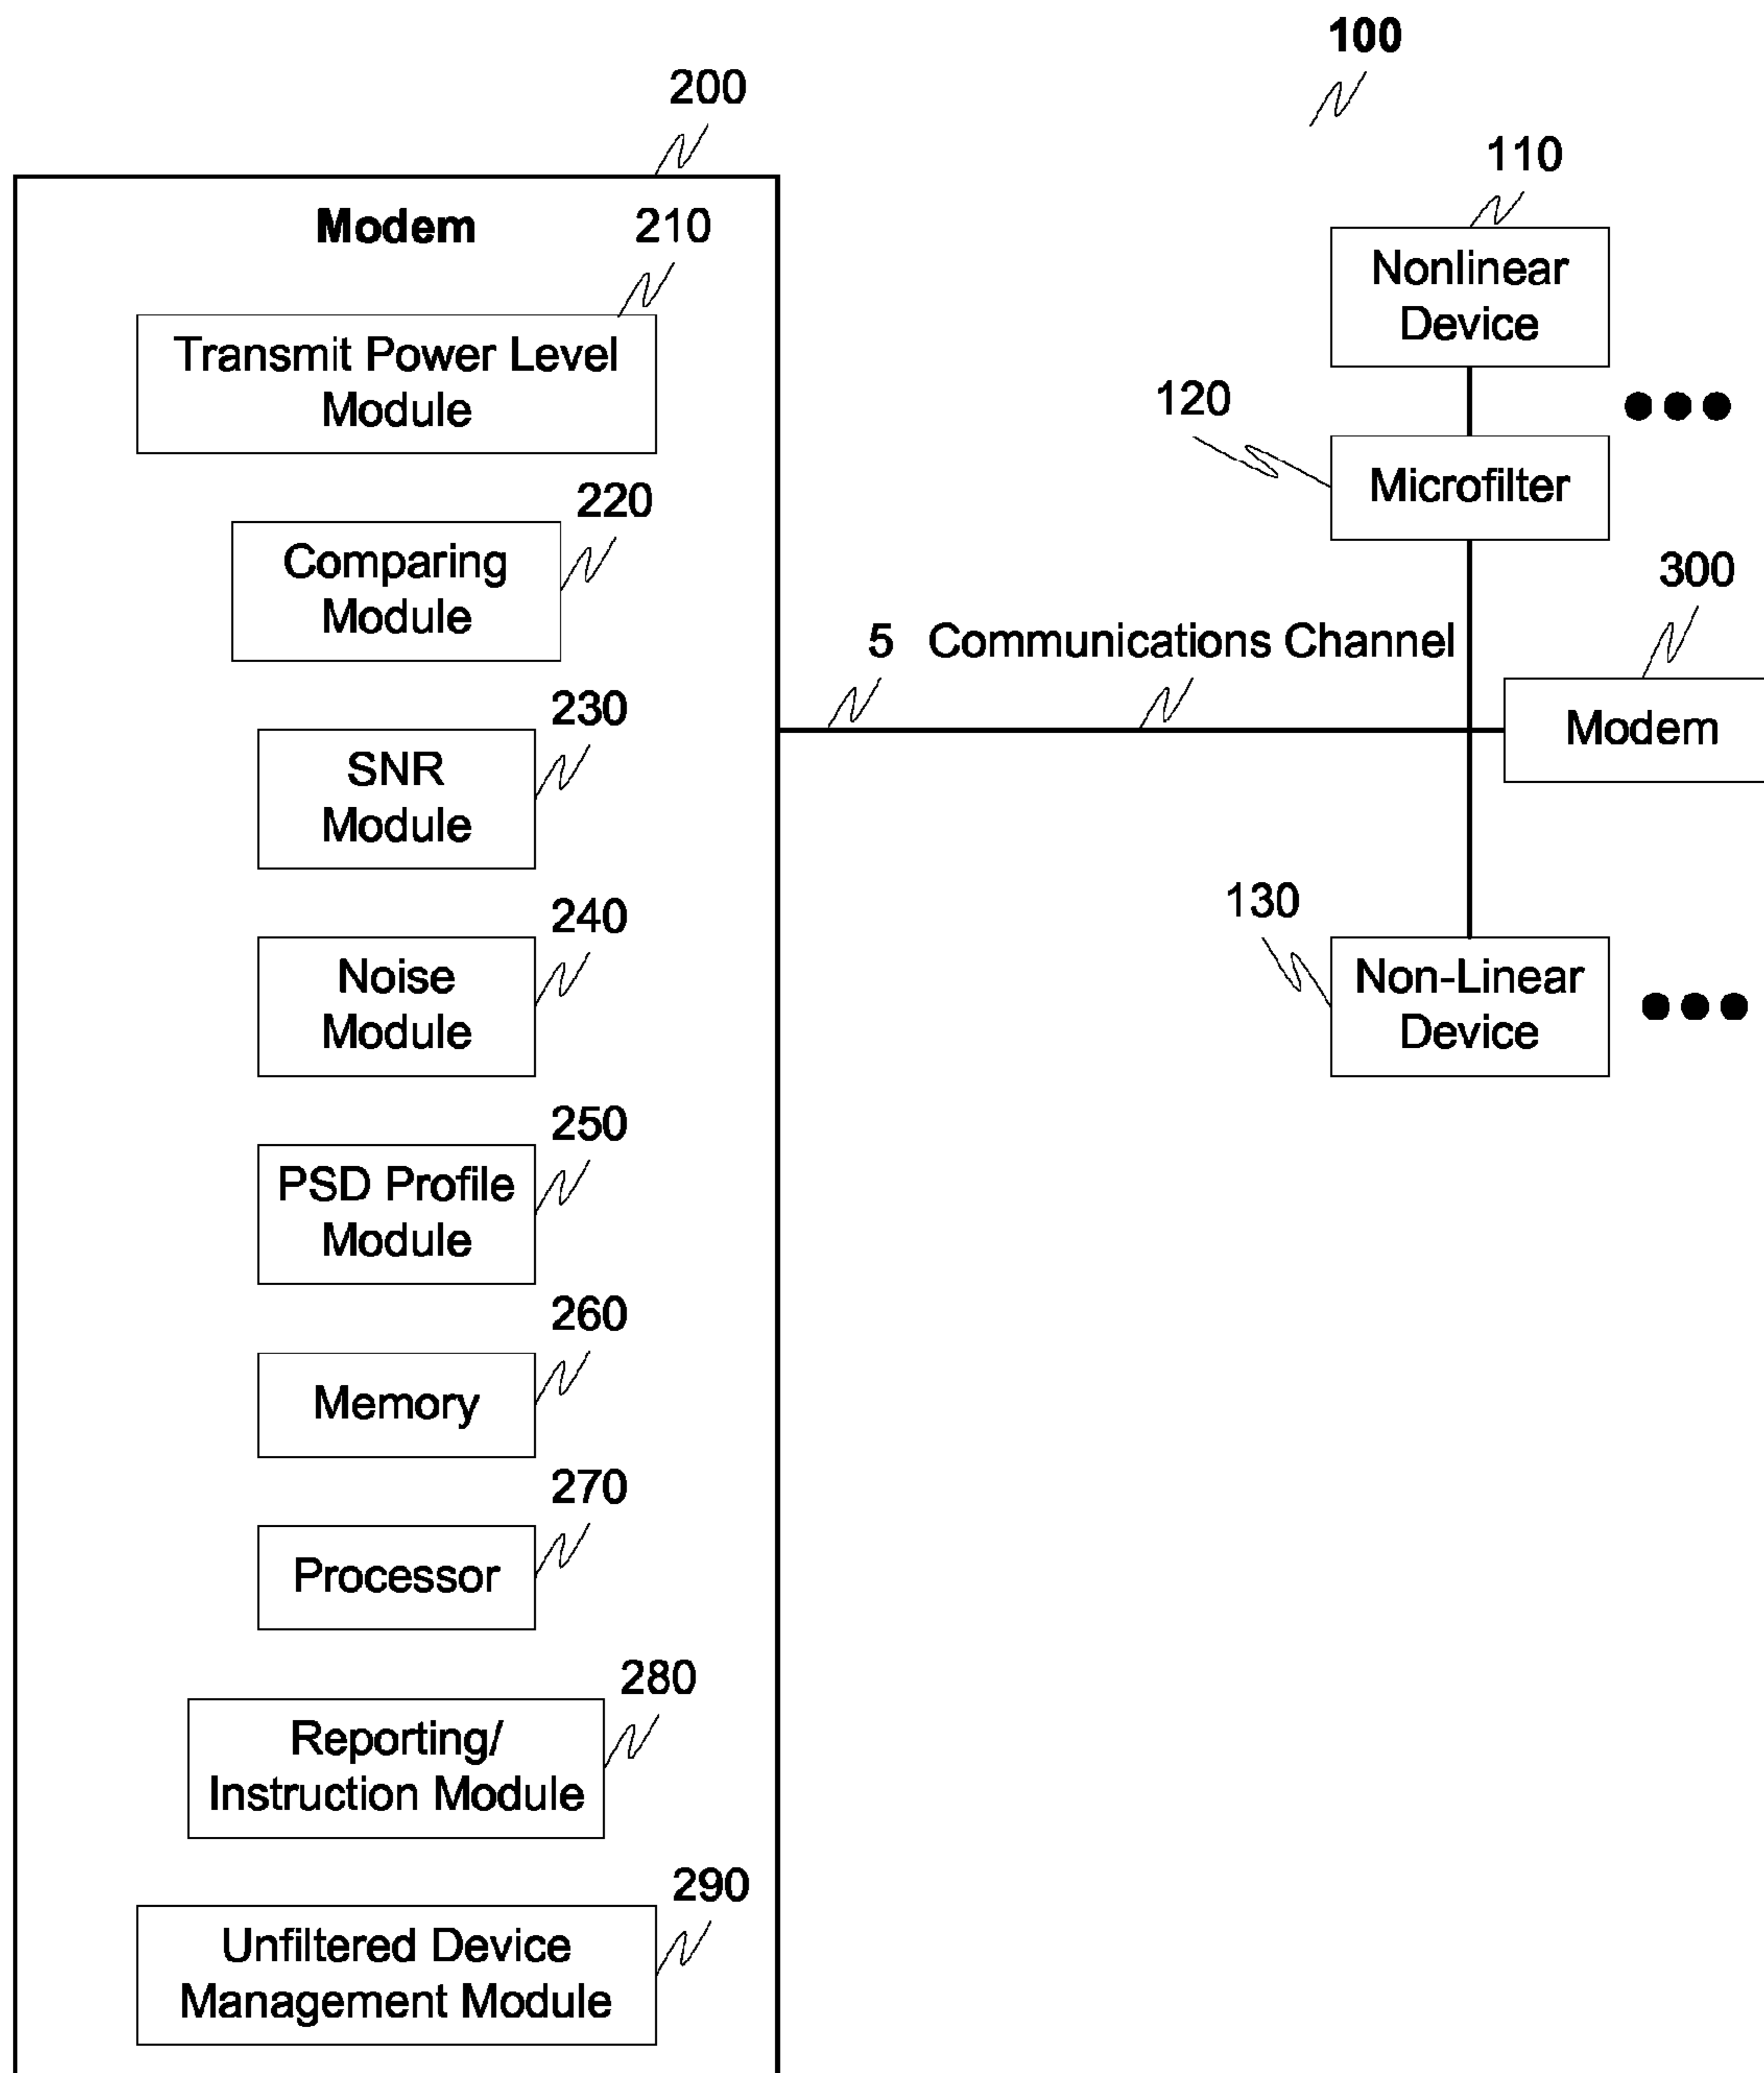 100
200
110
Modem
210
Nonlinear
Device
Transmit Power Level
Module
120
Microfilter
220
Comparing
Module
300
5 Communications Channel
Modem
230
SNR
Module
130
Non-Linear
Device
240
Noise
Module
250
PSD Profile
Module
260
Memory
270
Processor
280
Reporting/
Instruction Module
290
Unfiltered Device
Management Module